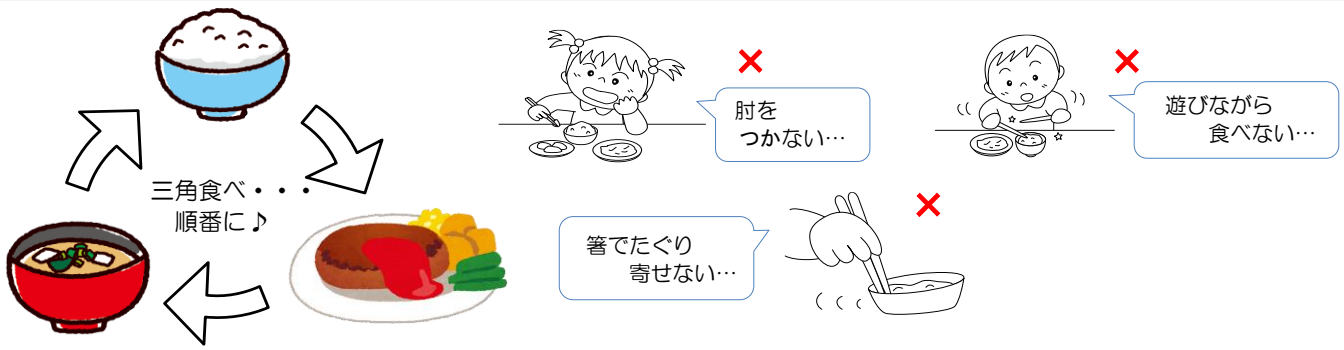 三角食べ・・・
順番に♪
肘を
つかない…
遊びながら
食べない…
箸でたぐり
寄せない…